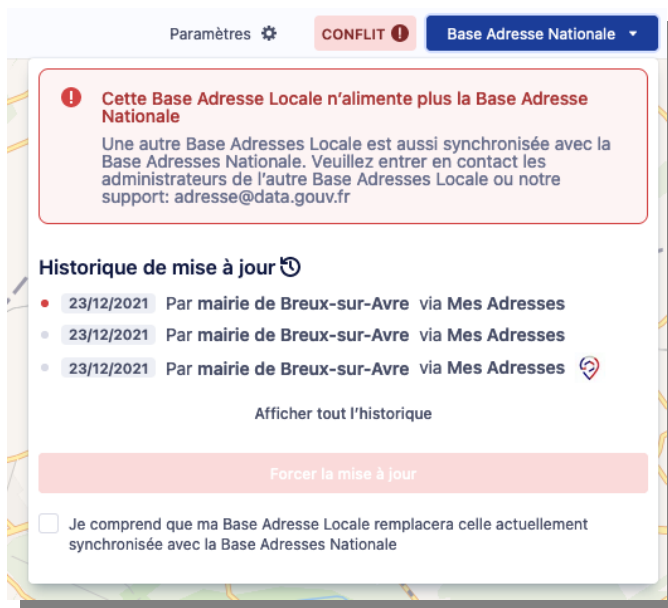 Paramètres
CONFLIT
Base Adresse Nationale
Cette Base Adresse Locale n’alimente plus la Base Adresse
Nationale
Une autre Base Adresses Locale est aussi synchronisée avec la
Base Adresses Nationale. Veuillez entrer en contact les
administrateurs de l’autre Base Adresses Locale ou notre
support: adresse@data.gouv.fr
Historique de mise à jour
23/12/2021 Par mairie de Breux-sur-Avre via Mes Adresses
23/12/2021 Par mairie de Breux-sur-Avre via Mes Adresses
23/12/2021 Par mairie de Breux-sur-Avre via Mes Adresses
Afficher tout l’historique
Forcer la mise à jour
Je comprend que ma Base Adresse Locale remplacera celle actuellement
synchronisée avec la Base Adresses Nationale